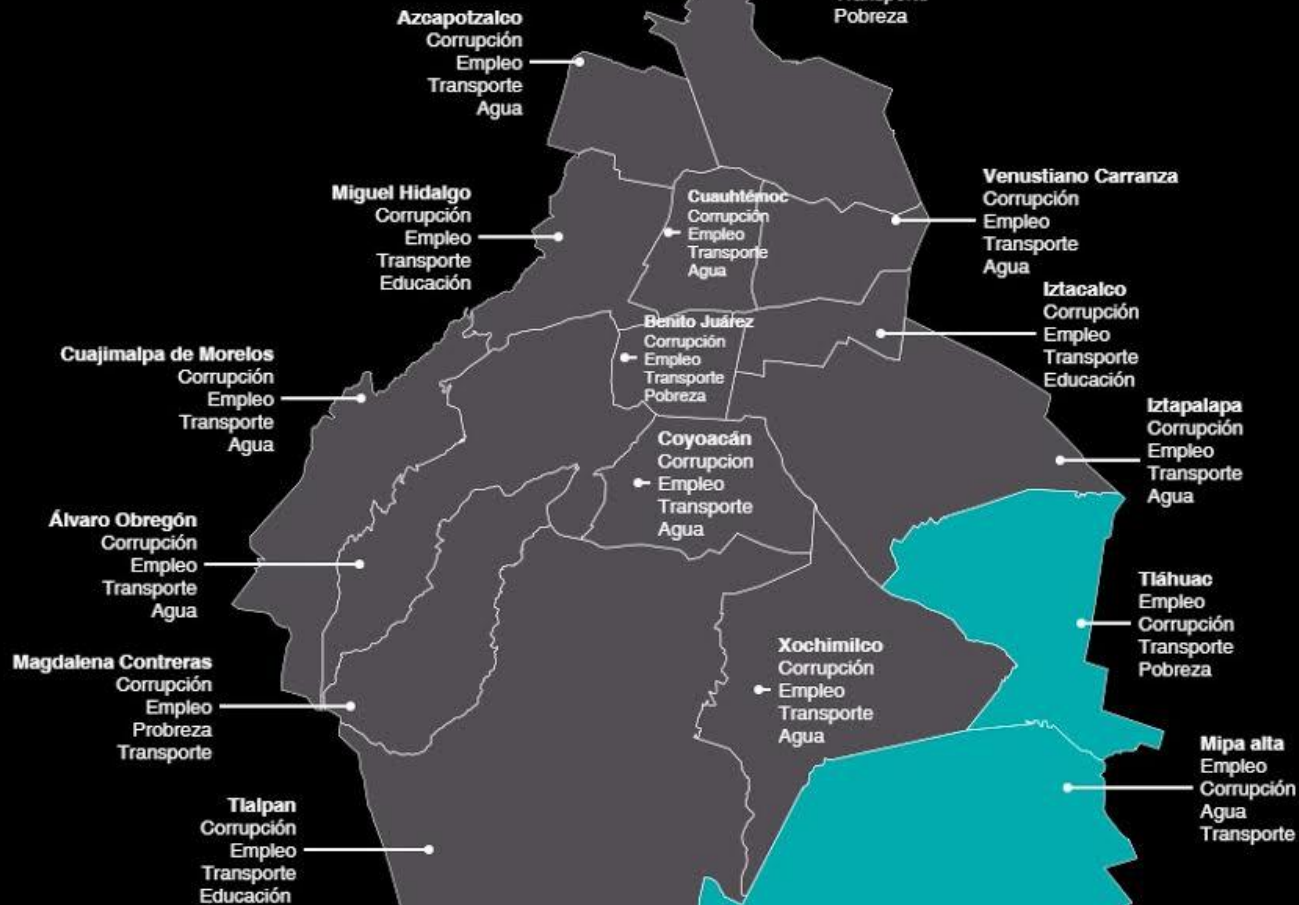 Pobreza
Azcapotzalco
Corrupción
Empleo
Transporte
Agua
Miguel Hidalgo
Corrupción
Empleo
Transporte
Educación
Cuauhtémoc
Corrupción
Empleo
Transporte
Agua
Venustiano Carranza
Corrupción
Empleo
Transporte
Agua
Iztacalco
Corrupción
Empleo
Transporte
Educación
Benito Juárez
Corrupción
Empleo
Transporte
Pobreza
Cuajimalpa de Morelos
Corrupción
Empleo
Transporte
Agua
Iztapalapa
Corrupción
Empleo
Transporte
Agua
Coyoacán
Corrupcion
Empleo
Transporte
Agua
Álvaro Obregón
Corrupción
Empleo
Transporte
Agua
Tláhuac
Empleo
Corrupción
Transporte
Pobreza
Magdalena Contreras
Corrupción
Empleo
Probreza
Transporte
Xochimilco
Corrupción
Empleo
Transporte
Agua
Mipa alta
Empleo
Corrupción
Agua
Transporte
Tlalpan
Corrupción
Empleo
Transporte
Educación